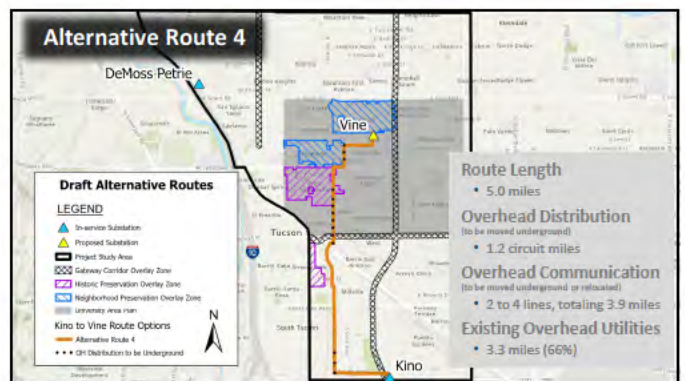 Alternative Route 4
DeMoss Petrie
Vine
Tucson
South Tucson
Kino
Draft Alternative Routes
LEGEND
In-service Substation
Proposed Substation
Project Study Area
Gateway Corridor Overlay Zone
Historic Preservation Overlay Zone
Neighborhood Preservation Overlay Zone
University Area Plan
Kino to Vine Route Options
Alternative Route 4
OH Distribution to be Underground
N
10
Route Length
• 5.0 miles
Overhead Distribution
(to be moved underground)
• 1.2 circuit miles
Overhead Communication
(to be moved underground or relocated)
• 2 to 4 lines, totaling 3.9 miles
Existing Overhead Utilities
• 3.3 miles (66%)